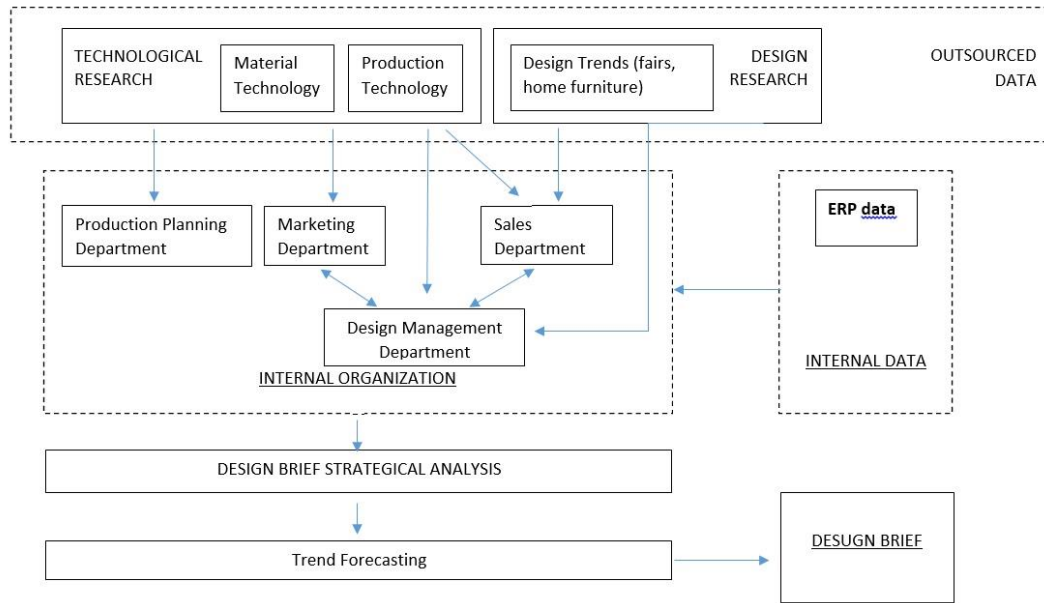 TECHNOLOGICAL
RESEARCH
Material
Technology
Production
Technology
Design Trends (fairs,
home furniture)
DESIGN
RESEARCH
OUTSOURCED
DATA
Production Planning
Department
Marketing
Department
Sales
Department
ERP data
Design Management
Department
INTERNAL ORGANIZATION
INTERNAL DATA
DESIGN BRIEF STRATEGICAL ANALYSIS
Trend Forecasting
DESUGN BRIEF